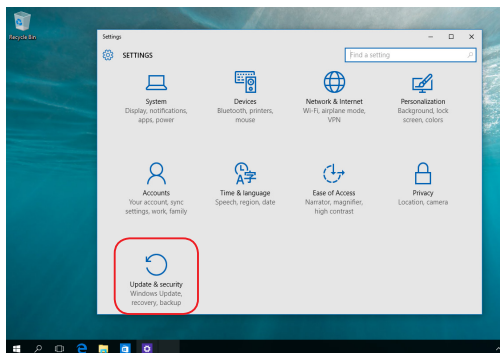 Recycle Bin
Settings
SETTINGS
Find a setting
System
Display, notifications,
apps, power
Devices
Bluetooth, printers,
mouse
Network & Internet
Wi-Fi, airplane mode,
VPN
Personalization
Background, lock
screen, colors
Accounts
Your account, sync
settings, work, family
Time & language
Speech, region, date
Ease of Access
Narrator, magnifier,
high contrast
Privacy
Location, camera
Update & security
Windows Update,
recovery, backup